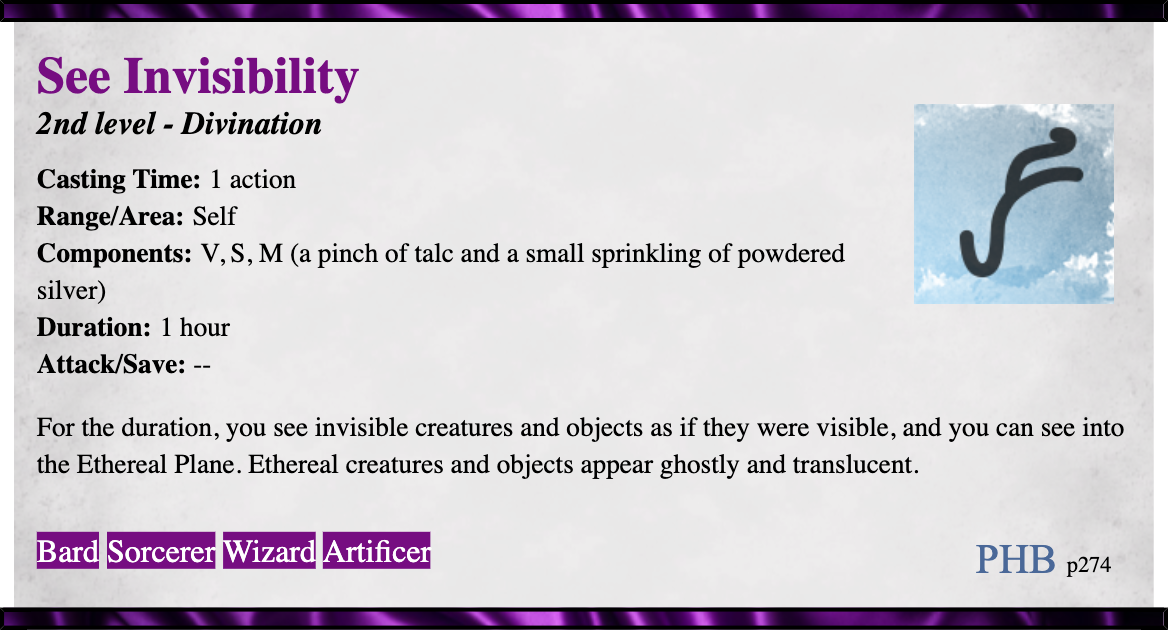 See Invisibility
2nd level - Divination
Casting Time: 1 action
Range/Area: Self
Components: V, S, M (a pinch of talc and a small sprinkling of powdered
silver)
Duration: 1 hour
Attack/Save: --
For the duration, you see invisible creatures and objects as if they were visible, and you can see into
the Ethereal Plane. Ethereal creatures and objects appear ghostly and translucent.
Bard Sorcerer Wizard Artificer
PHB p274